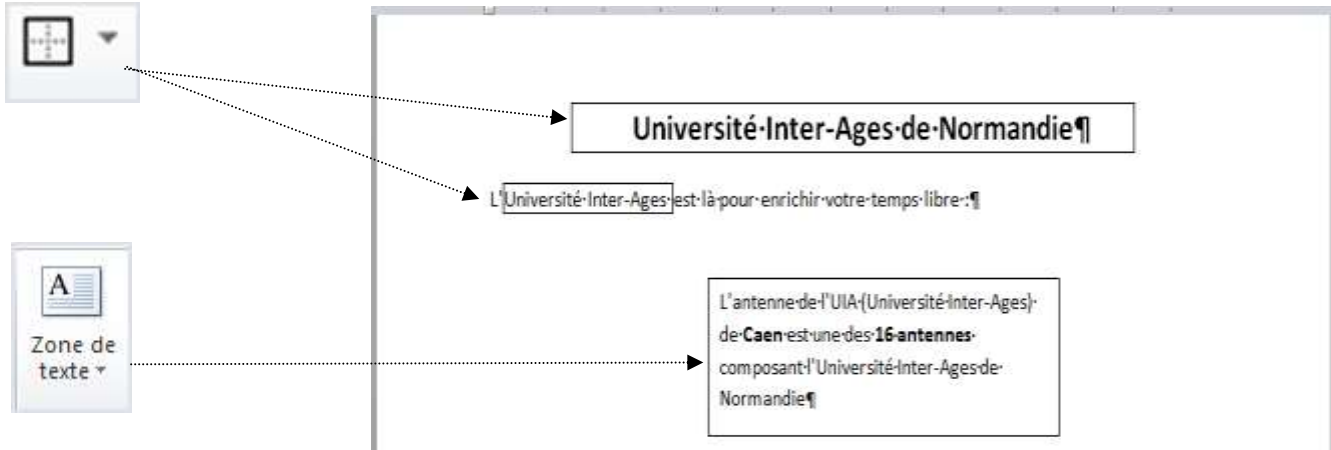 Université·Inter-Ages·de·Normandie¶
L'Université·Inter-Ages·est·là·pour·enrichir·votre·temps·libre·:¶
A
Zone de
texte
L'antenne·de·l'UIA·(Université·Inter-Ages)·
de·Caen·est·une·des·16·antennes·
composant·l'Université·Inter-Ages·de·
Normandie¶